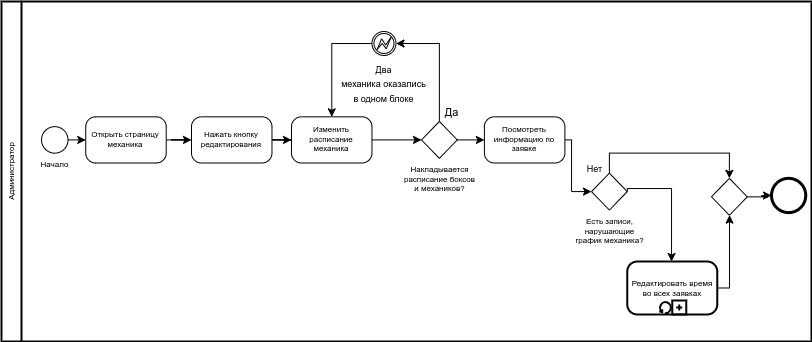 Администратор
Начало
Открыть страницу
механика
Нажать кнопку
редактирования
Изменить
расписание
механика
Два
механика оказались
в одном блоке
Да
Накладывается
расписание боксов
и механиков?
Посмотреть
информацию по
заявке
Нет
Есть записи,
нарушающие
график механика?
Редактировать время
во всех заявках